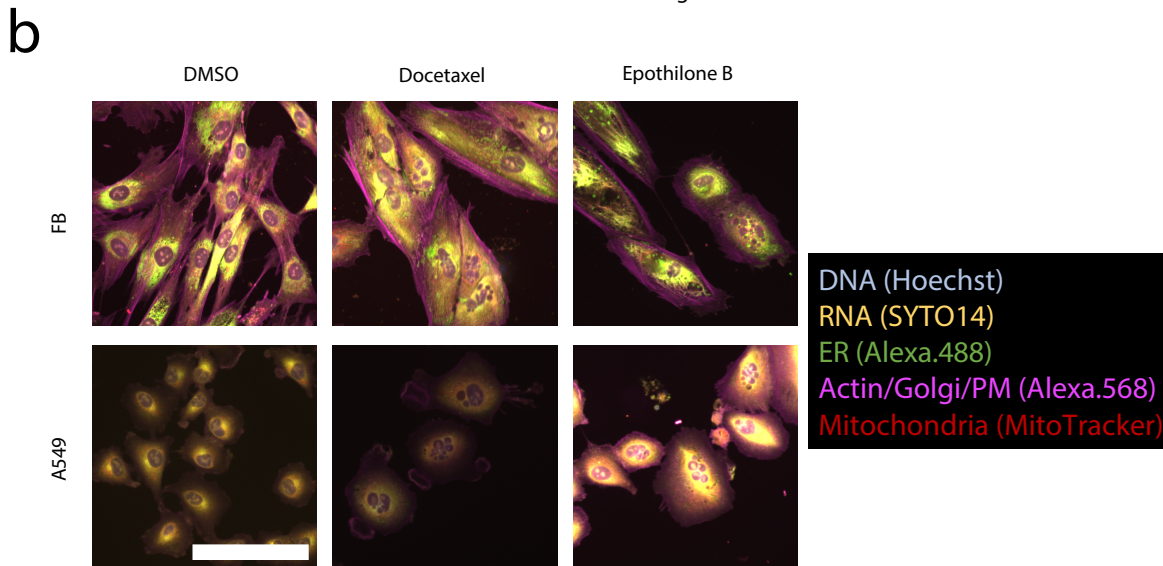 b
DMSO
Docetaxel
Epothilone B
FB
A549
DNA (Hoechst)
RNA (SYTO14)
ER (Alexa.488)
Actin/Golgi/PM (Alexa.568)
Mitochondria (MitoTracker)